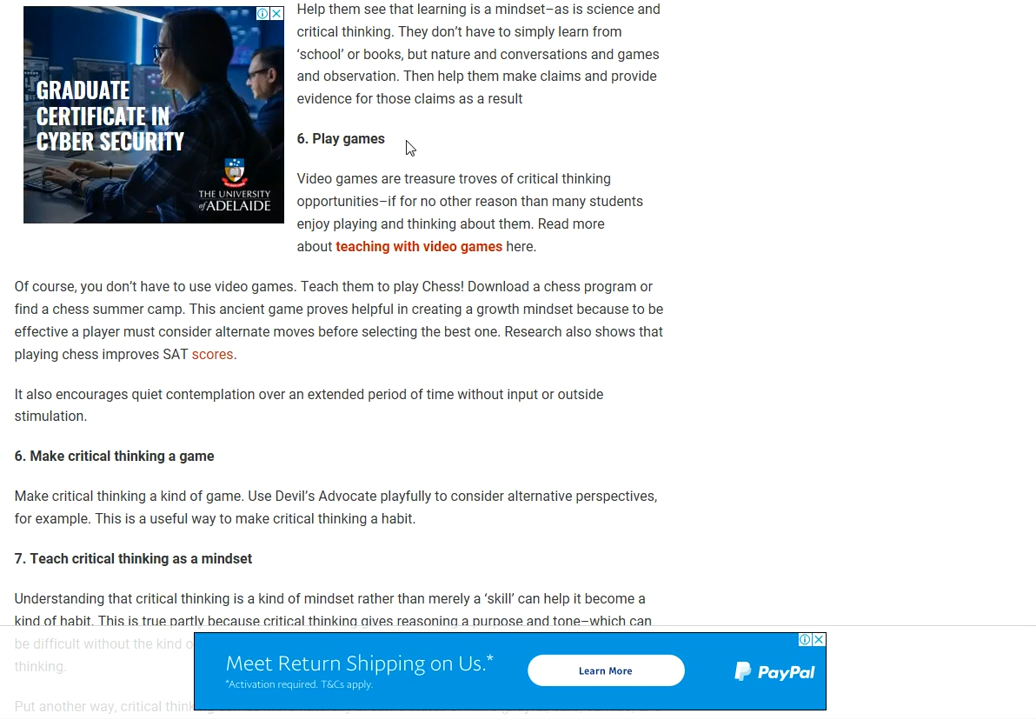 GRADUATE
CERTIFICATE IN
CYBER SECURITY
THE UNIVERSITY
of ADELAIDE
Help them see that learning is a mindset–as is science and
critical thinking. They don’t have to simply learn from
‘school’ or books, but nature and conversations and games
and observation. Then help them make claims and provide
evidence for those claims as a result
6. Play games
Video games are treasure troves of critical thinking
opportunities–if for no other reason than many students
enjoy playing and thinking about them. Read more
about teaching with video games here.
Of course, you don’t have to use video games. Teach them to play Chess! Download a chess program or
find a chess summer camp. This ancient game proves helpful in creating a growth mindset because to be
effective a player must consider alternate moves before selecting the best one. Research also shows that
playing chess improves SAT scores.
It also encourages quiet contemplation over an extended period of time without input or outside
stimulation.
6. Make critical thinking a game
Make critical thinking a kind of game. Use Devil’s Advocate playfully to consider alternative perspectives,
for example. This is a useful way to make critical thinking a habit.
7. Teach critical thinking as a mindset
Understanding that critical thinking is a kind of mindset rather than merely a ‘skill’ can help it become a
kind of habit. This is true partly because critical thinking gives reasoning a purpose and tone–which can
be difficult without the kind o
thinking.
Put another way, critical think
Meet Return Shipping on Us.*
*Activation required. T&Cs apply.
Learn More
PayPal